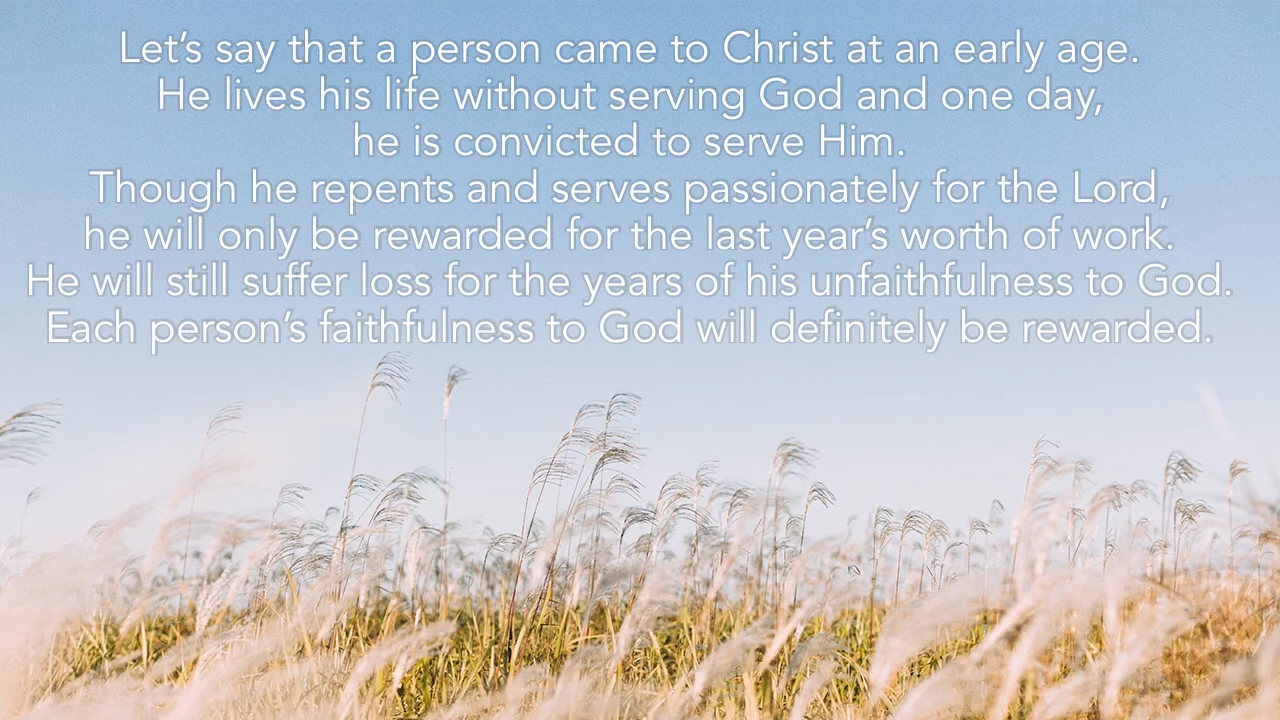 Let’s say that a person came to Christ at an early age.
He lives his life without serving God and one day,
he is convicted to serve Him.
Though he repents and serves passionately for the Lord,
he will only be rewarded for the last year’s worth of work.
He will still suffer loss for the years of his unfaithfulness to God.
Each person’s faithfulness to God will definitely be rewarded.